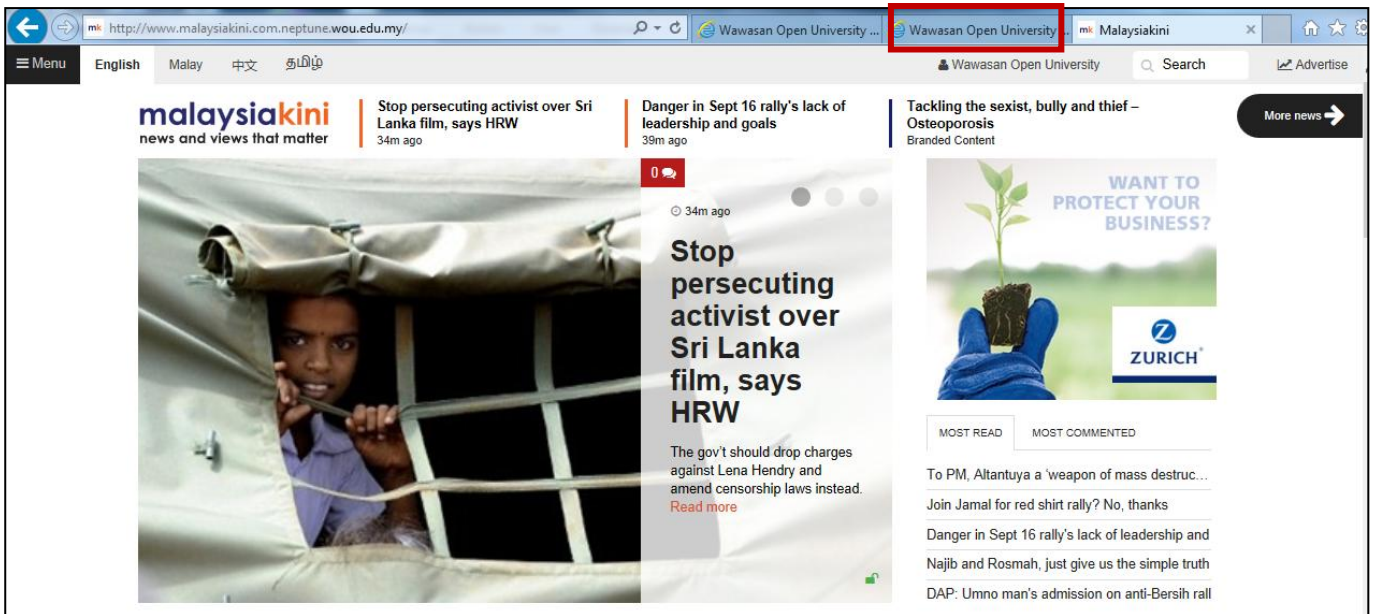 mk http://www.malaysiakini.com.neptune.wou.edu.my/
Wawasan Open University ...
Wawasan Open University ...
mk Malaysiakini
Menu
English
Malay
中文
தமிழ்
Wawasan Open University
Search
Advertise
malaysiakini
news and views that matter
Stop persecuting activist over Sri
Lanka film, says HRW
34m ago
Danger in Sept 16 rally's lack of
leadership and goals
39m ago
Tackling the sexist, bully and thief –
Osteoporosis
Branded Content
More news
0
34m ago
Stop
persecuting
activist over
Sri Lanka
film, says
HRW
The gov't should drop charges
against Lena Hendry and
amend censorship laws instead.
Read more
WANT TO
PROTECT YOUR
BUSINESS?
Z
ZURICH
MOST READ
MOST COMMENTED
To PM, Altantuya a 'weapon of mass destruc...
Join Jamal for red shirt rally? No, thanks
Danger in Sept 16 rally's lack of leadership and
Najib and Rosmah, just give us the simple truth
DAP: Umno man's admission on anti-Bersih rall